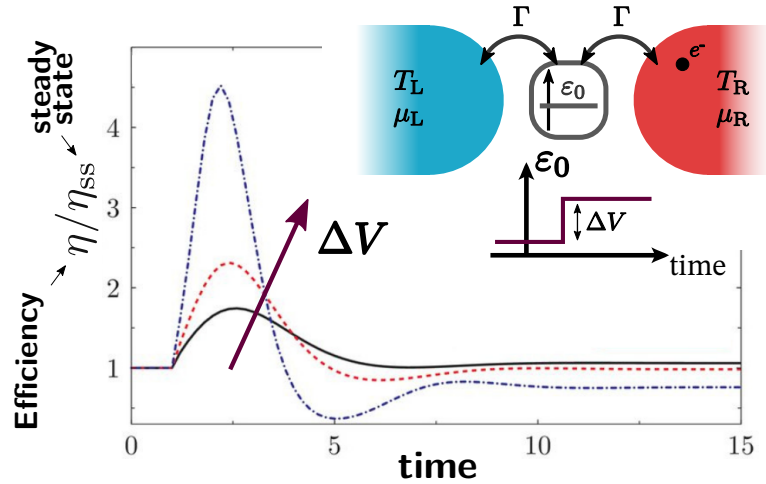 Γ Γ
e-
T_L ε_0 T_R
μ_L μ_R
ε_0
ΔV
time
steady
state
η/η_ss
Efficiency
4
3
2
1
ΔV
0 5 10 15
time